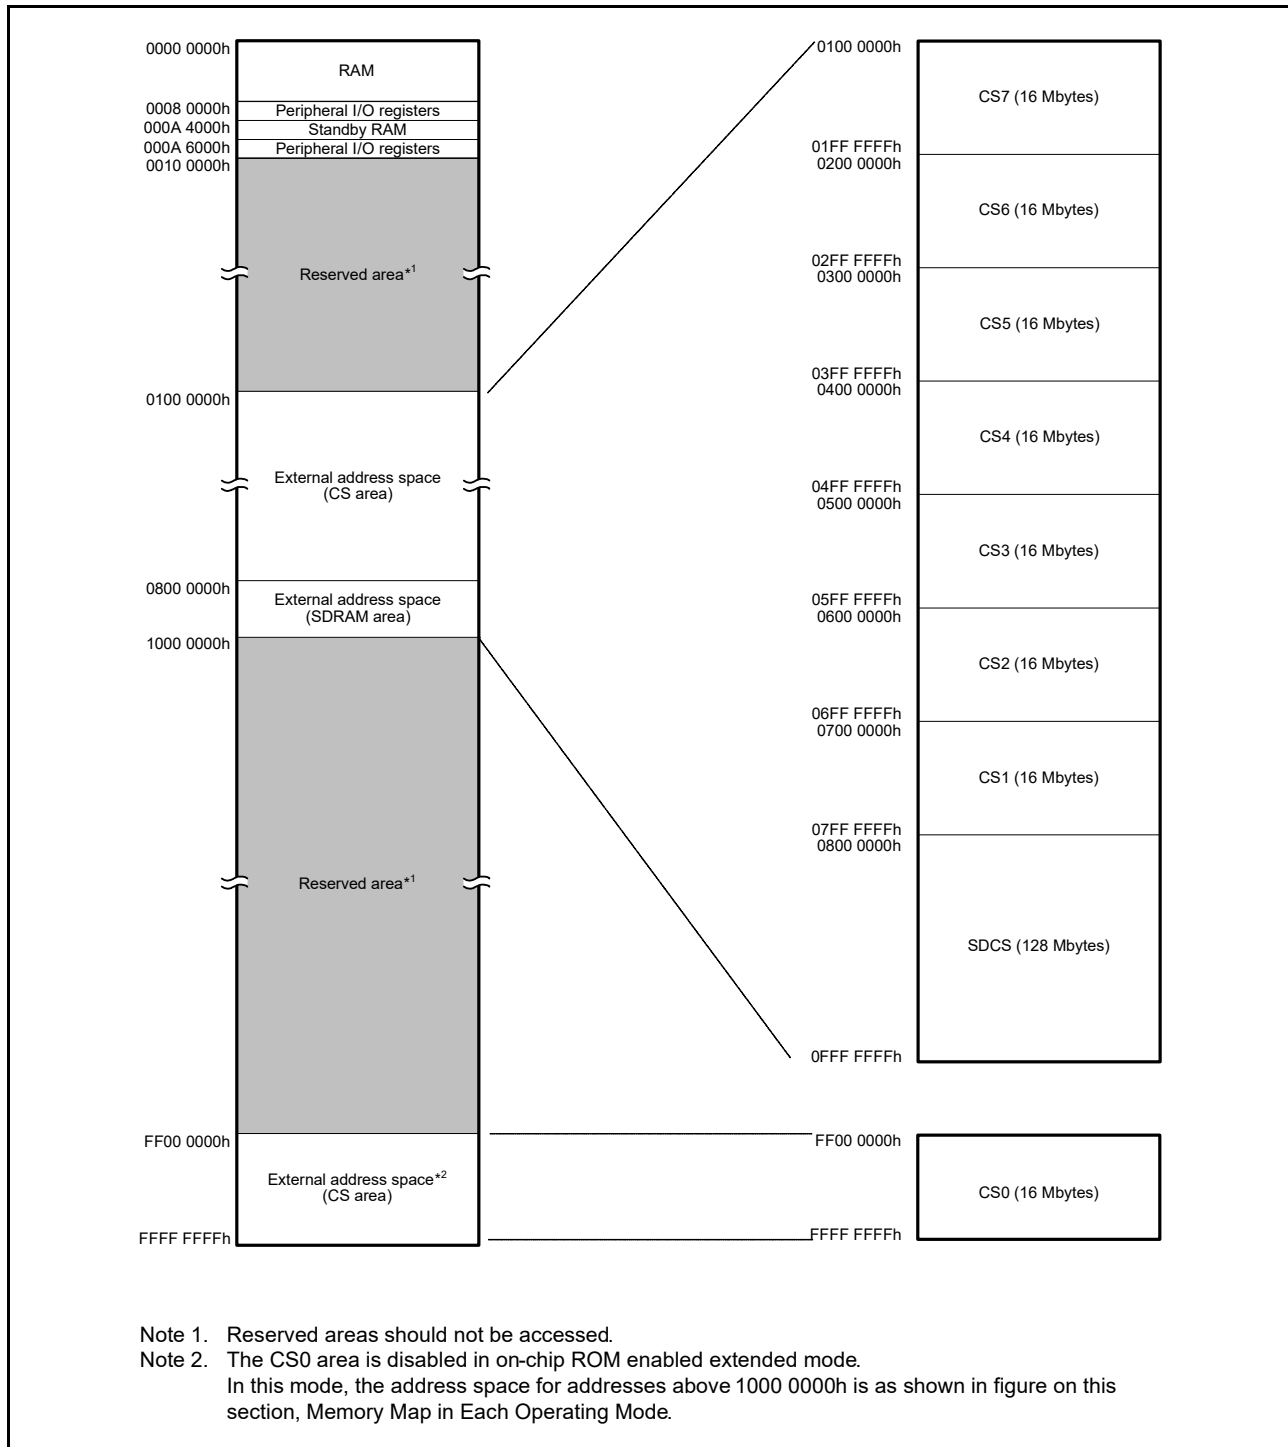 0000 0000h
RAM
0008 0000h
Peripheral I/O registers
000A 4000h
Standby RAM
000A 6000h
Peripheral I/O registers
0010 0000h
Reserved area*1
0100 0000h
External address space
(CS area)
0800 0000h
External address space
(SDRAM area)
1000 0000h
Reserved area*1
FF00 0000h
External address space*2
(CS area)
FFFF FFFFh
0100 0000h
CS7 (16 Mbytes)
01FF FFFFh
0200 0000h
CS6 (16 Mbytes)
02FF FFFFh
0300 0000h
CS5 (16 Mbytes)
03FF FFFFh
0400 0000h
CS4 (16 Mbytes)
04FF FFFFh
0500 0000h
CS3 (16 Mbytes)
05FF FFFFh
0600 0000h
CS2 (16 Mbytes)
06FF FFFFh
0700 0000h
CS1 (16 Mbytes)
07FF FFFFh
0800 0000h
SDCS (128 Mbytes)
0FFF FFFFh
FF00 0000h
CS0 (16 Mbytes)
FFFF FFFFh
Note 1. Reserved areas should not be accessed.
Note 2. The CS0 area is disabled in on-chip ROM enabled extended mode.
In this mode, the address space for addresses above 1000 0000h is as shown in figure on this
section, Memory Map in Each Operating Mode.